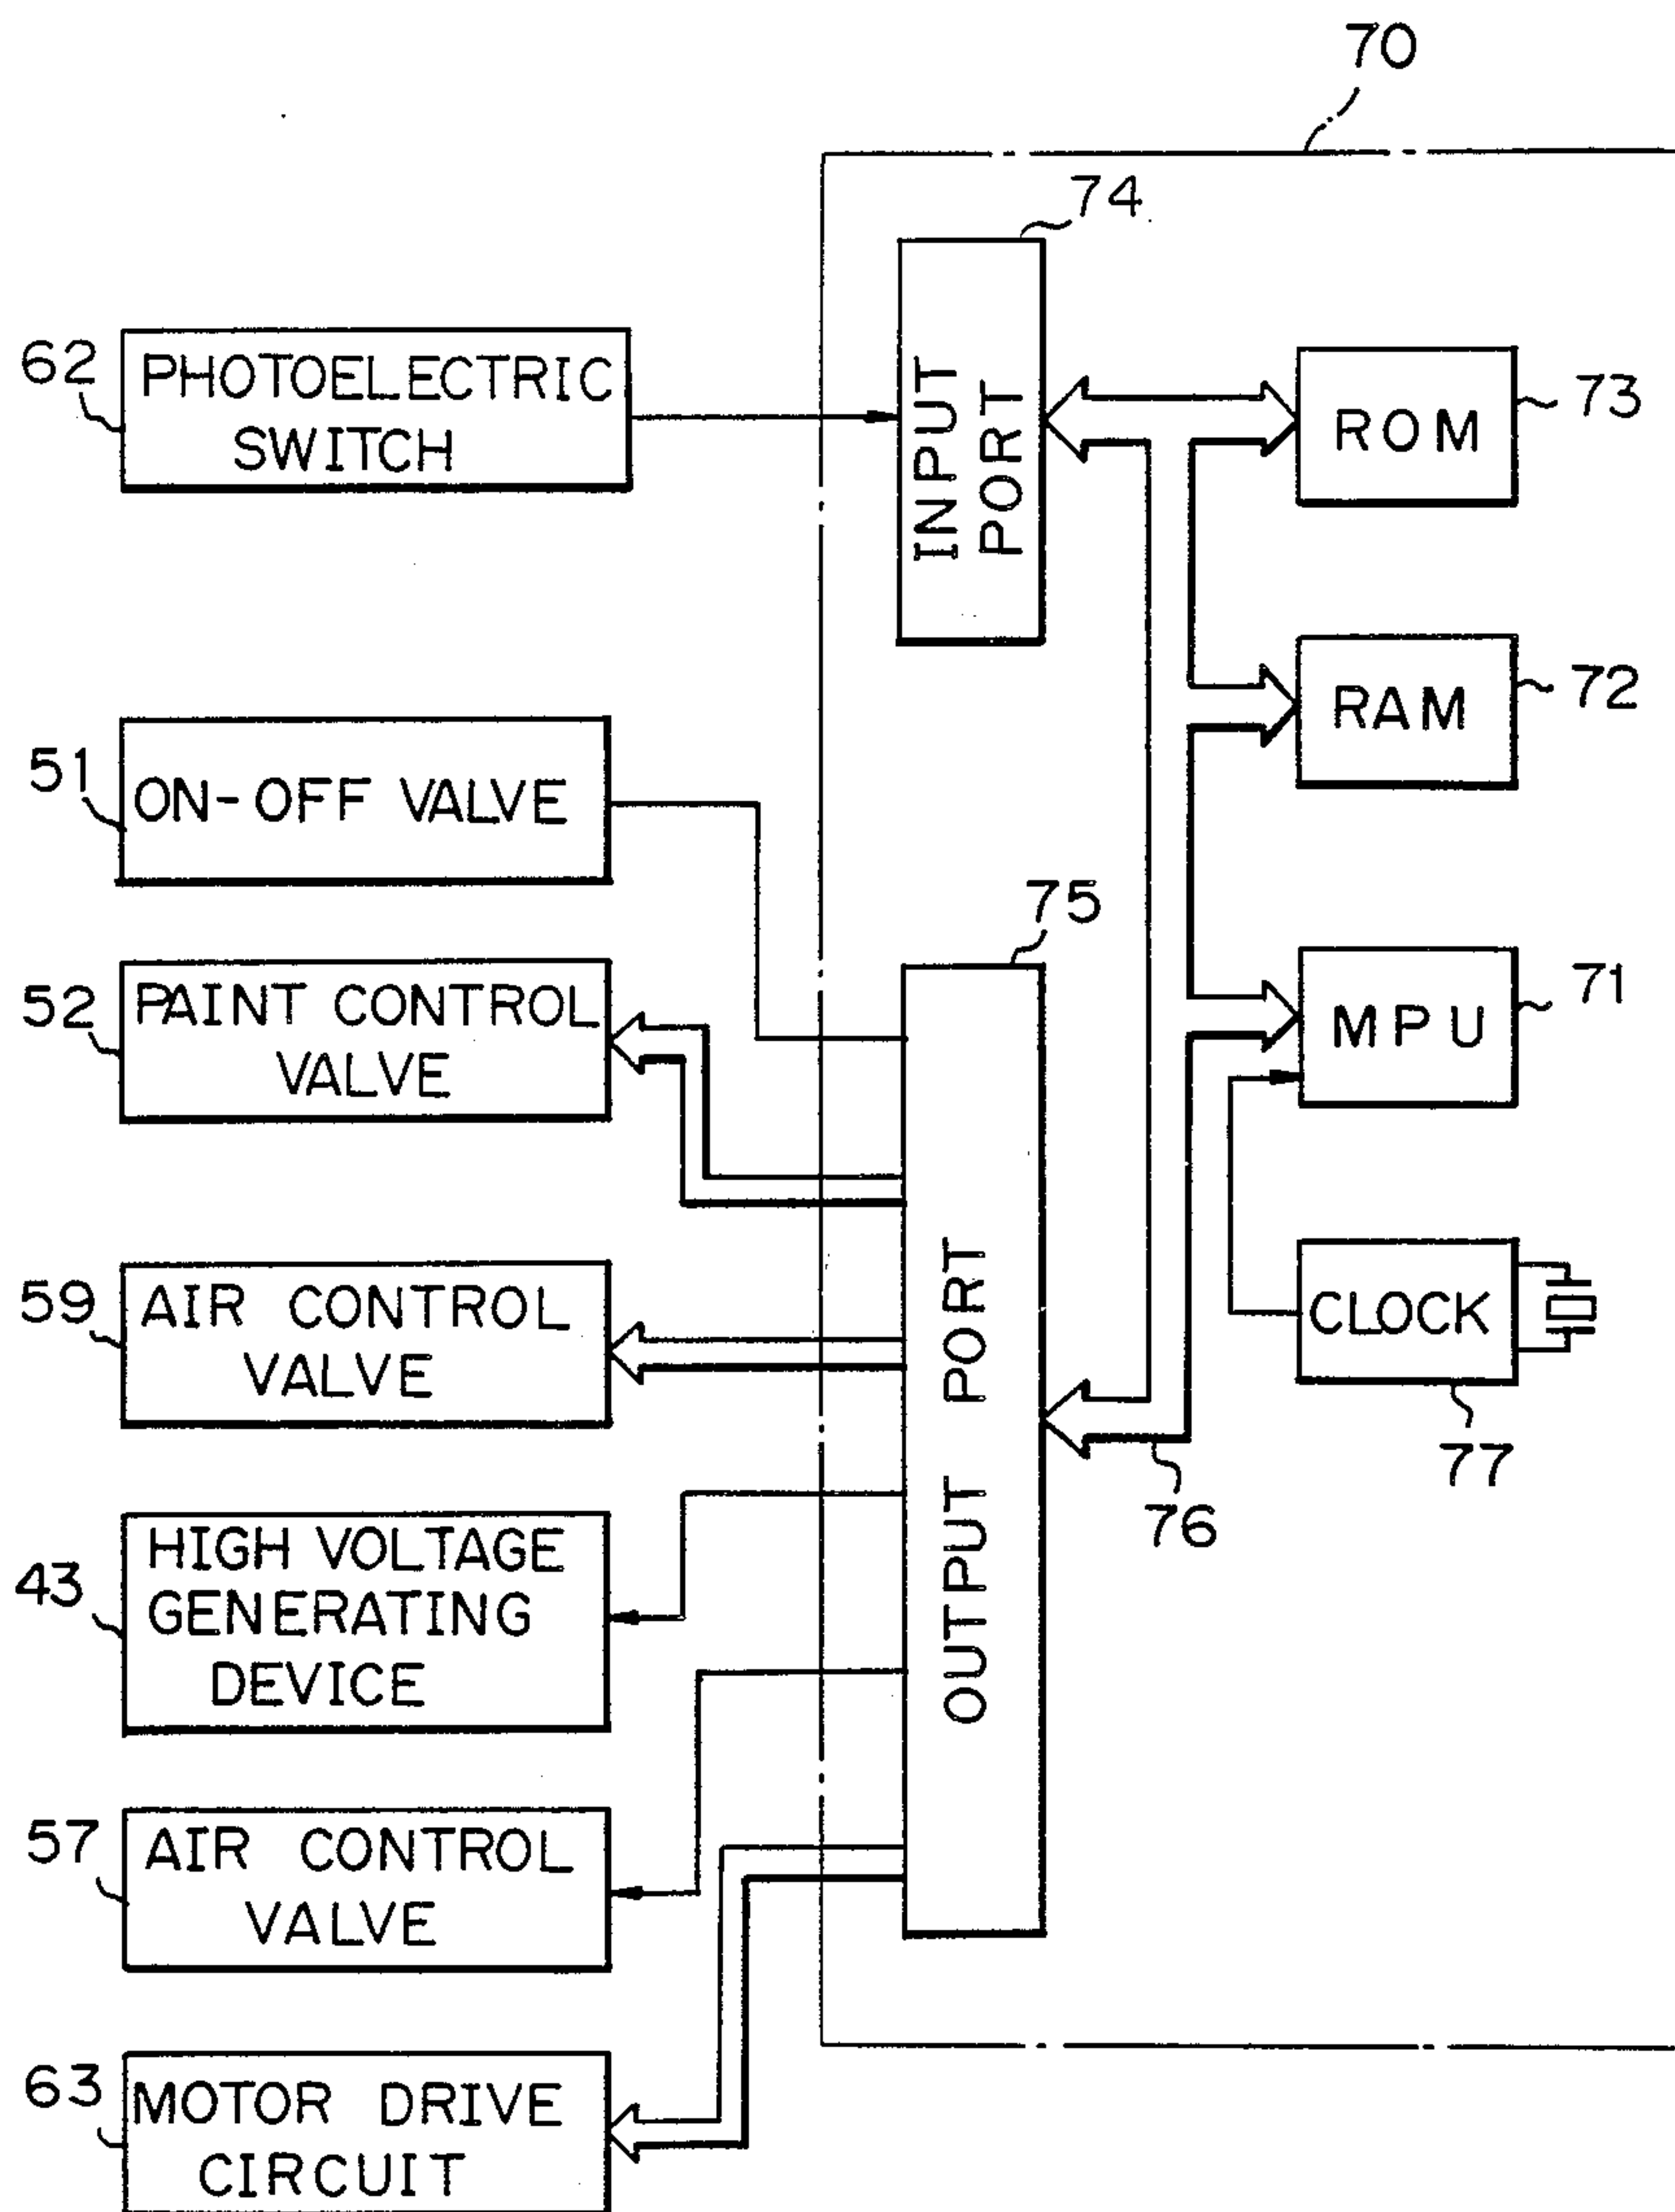 70
74
62
PHOTOELECTRIC
SWITCH
INPUT
PORT
ROM
73
RAM
72
51
ON-OFF VALVE
75
52
PAINT CONTROL
VALVE
MPU
71
59
AIR CONTROL
VALVE
OUTPUT PORT
CLOCK
77
76
43
HIGH VOLTAGE
GENERATING
DEVICE
57
AIR CONTROL
VALVE
63
MOTOR DRIVE
CIRCUIT